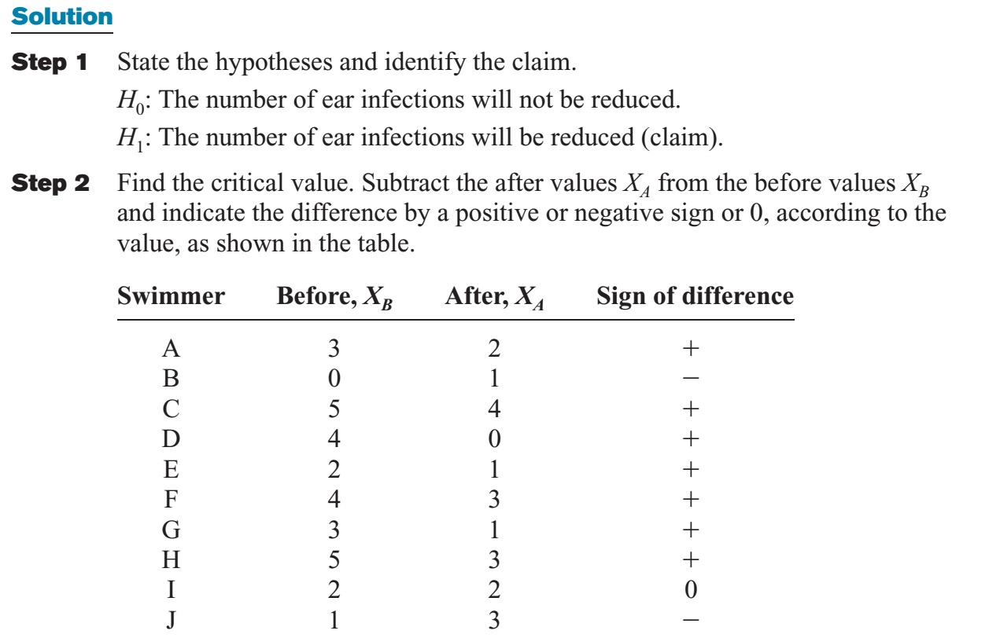 Solution
Step 1 State the hypotheses and identify the claim.
H₀: The number of ear infections will not be reduced.
H₁: The number of ear infections will be reduced (claim).
Step 2 Find the critical value. Subtract the after values X_A from the before values X_B
and indicate the difference by a positive or negative sign or 0, according to the
value, as shown in the table.
Swimmer Before, X_B After, X_A Sign of difference
A 3 2 +
B 0 1 −
C 5 4 +
D 4 0 +
E 2 1 +
F 4 3 +
G 3 1 +
H 5 3 +
I 2 2 0
J 1 3 −